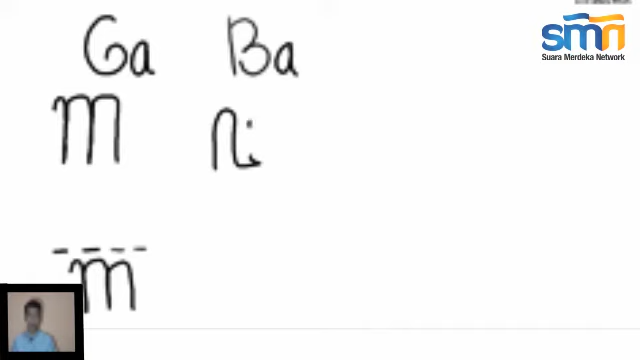 smn
Suara Merdeka Network
Ga Ba
ꦒ
ꦒ